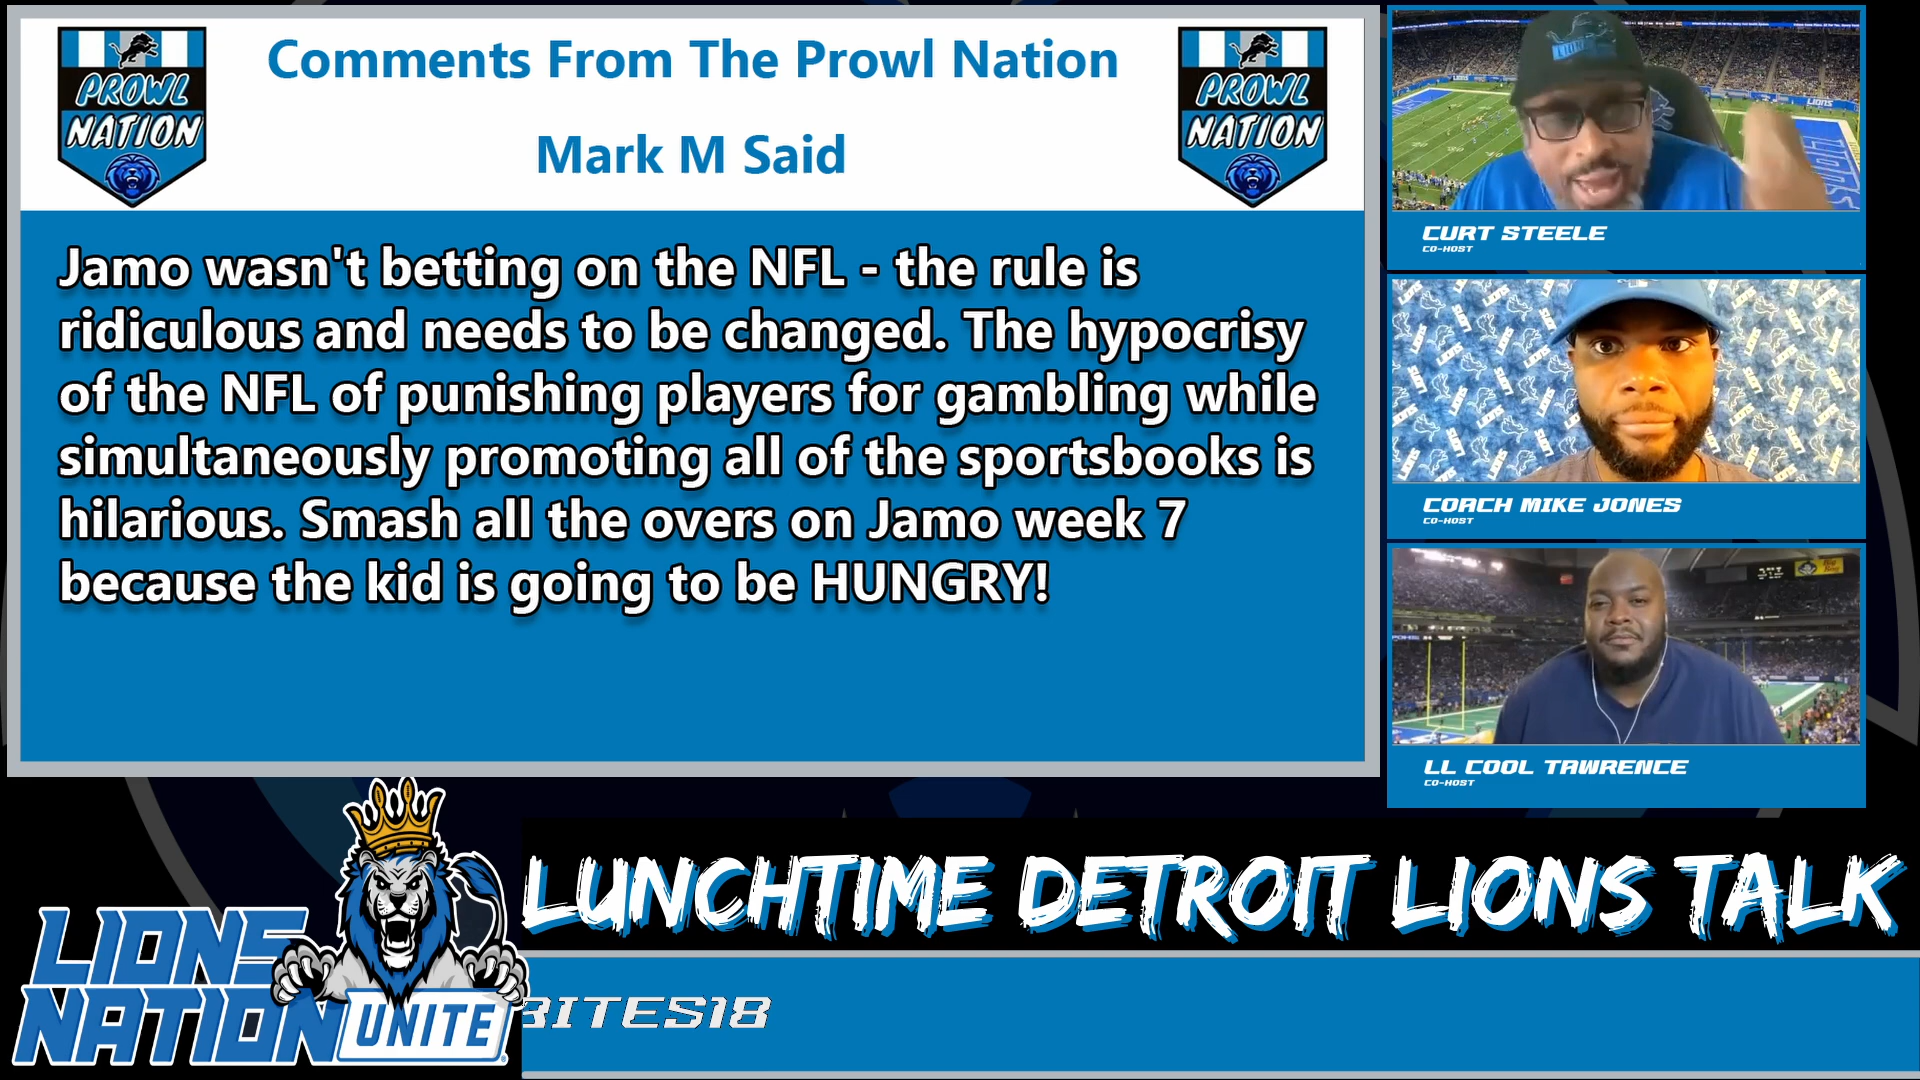 PROWL
NATION
Comments From The Prowl Nation
Mark M Said
PROWL
NATION
Jamo wasn't betting on the NFL - the rule is
ridiculous and needs to be changed. The hypocrisy
of the NFL of punishing players for gambling while
simultaneously promoting all of the sportsbooks is
hilarious. Smash all the overs on Jamo week 7
because the kid is going to be HUNGRY!
CURT STEELE
CO-HOST
COACH MIKE JONES
CO-HOST
LL COOL TAWRENCE
CO-HOST
LIONS
NATION
UNITE
LUNCHTIME DETROIT LIONS TALK
BITES18